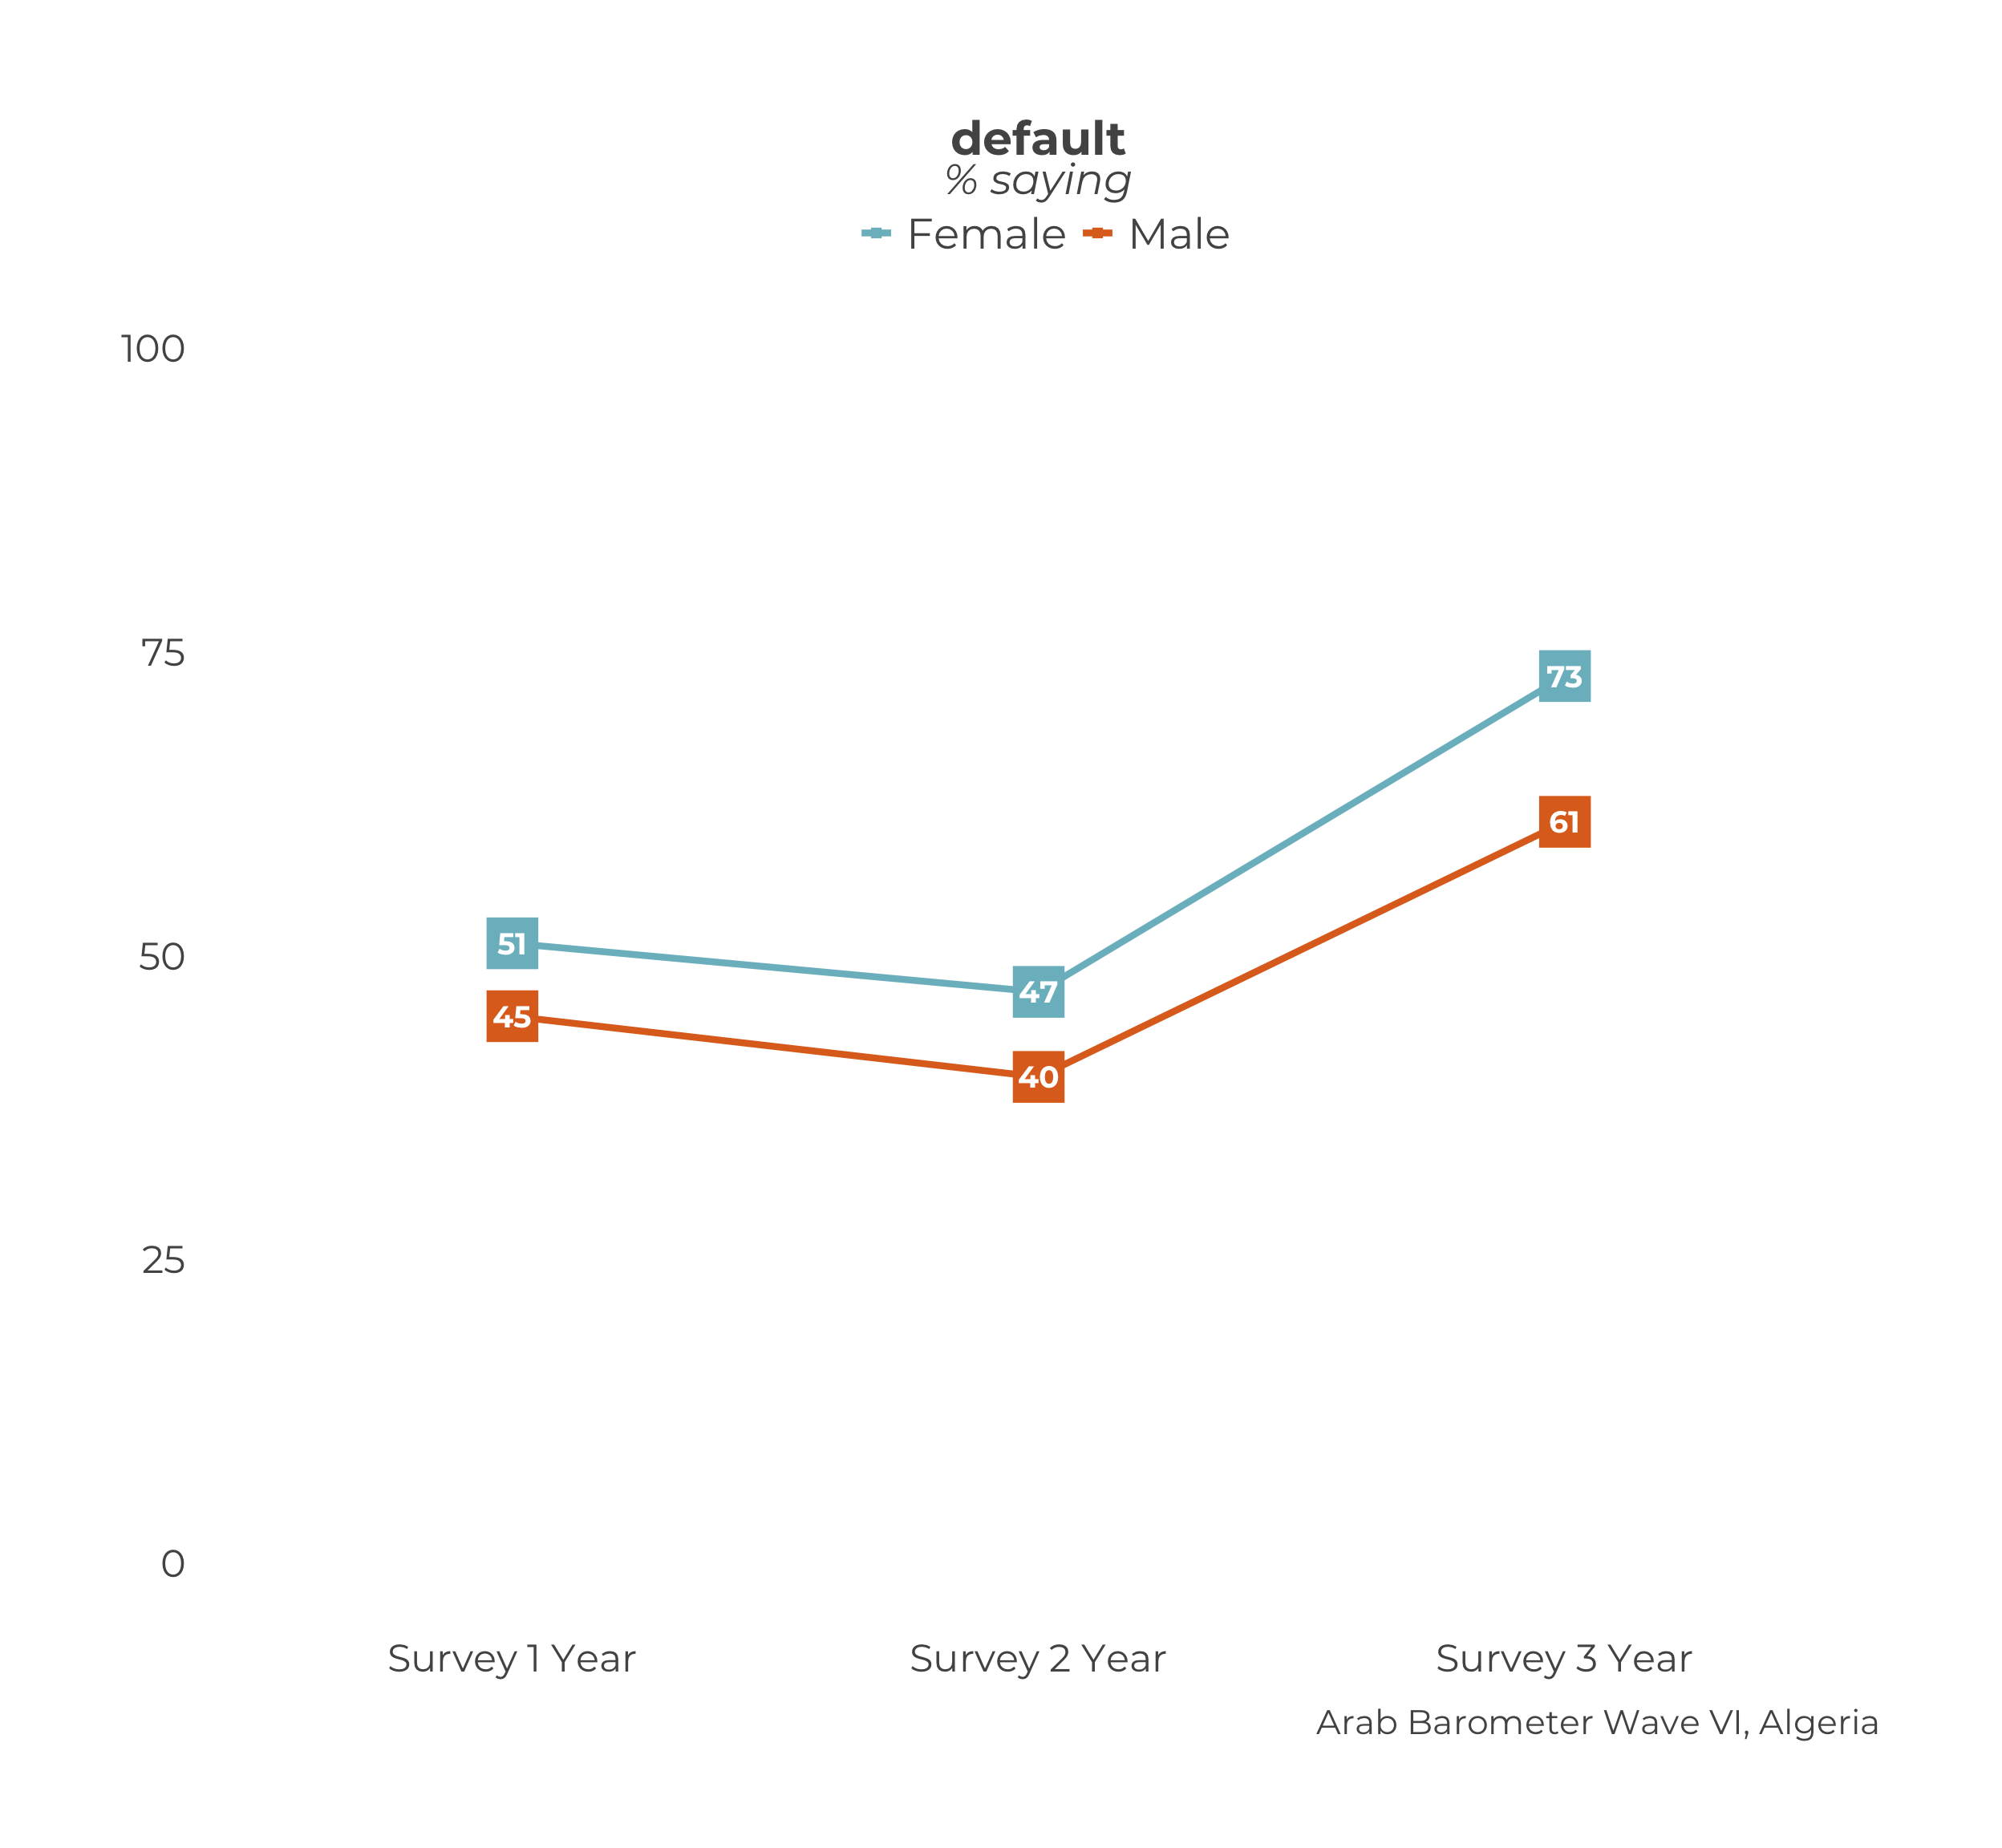 default
% saying
Female Male
100
75
50
25
0
73
61
51
47
45
40
Survey 1 Year Survey 2 Year Survey 3 Year
Arab Barometer Wave VI, Algeria